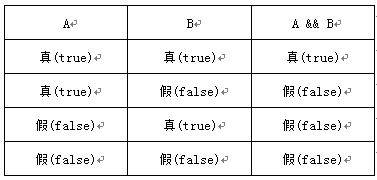 A B A && B
真(true) 真(true) 真(true)
真(true) 假(false) 假(false)
假(false) 真(true) 假(false)
假(false) 假(false) 假(false)